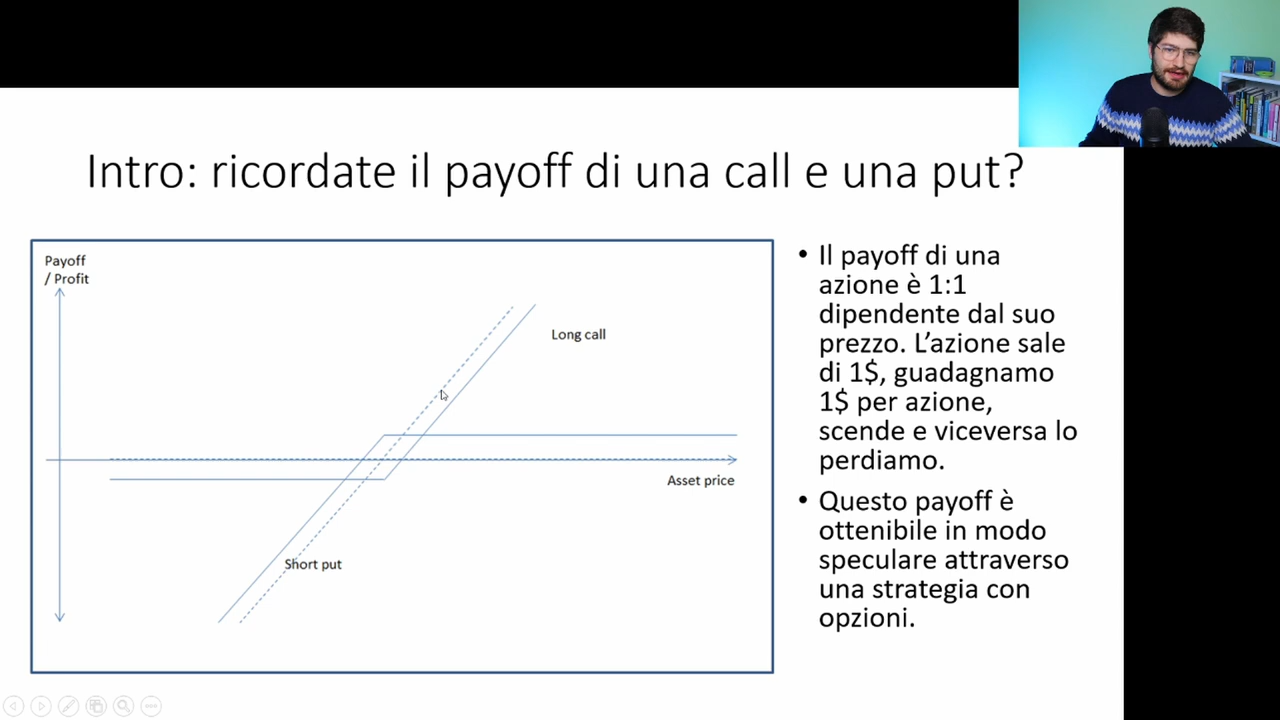 Intro: ricordate il payoff di una call e una put?
Payoff
/ Profit
Long call
Asset price
Short put
• Il payoff di una
azione è 1:1
dipendente dal suo
prezzo. L’azione sale
di 1$, guadagnamo
1$ per azione,
scende e viceversa lo
perdiamo.
• Questo payoff è
ottenibile in modo
speculare attraverso
una strategia con
opzioni.